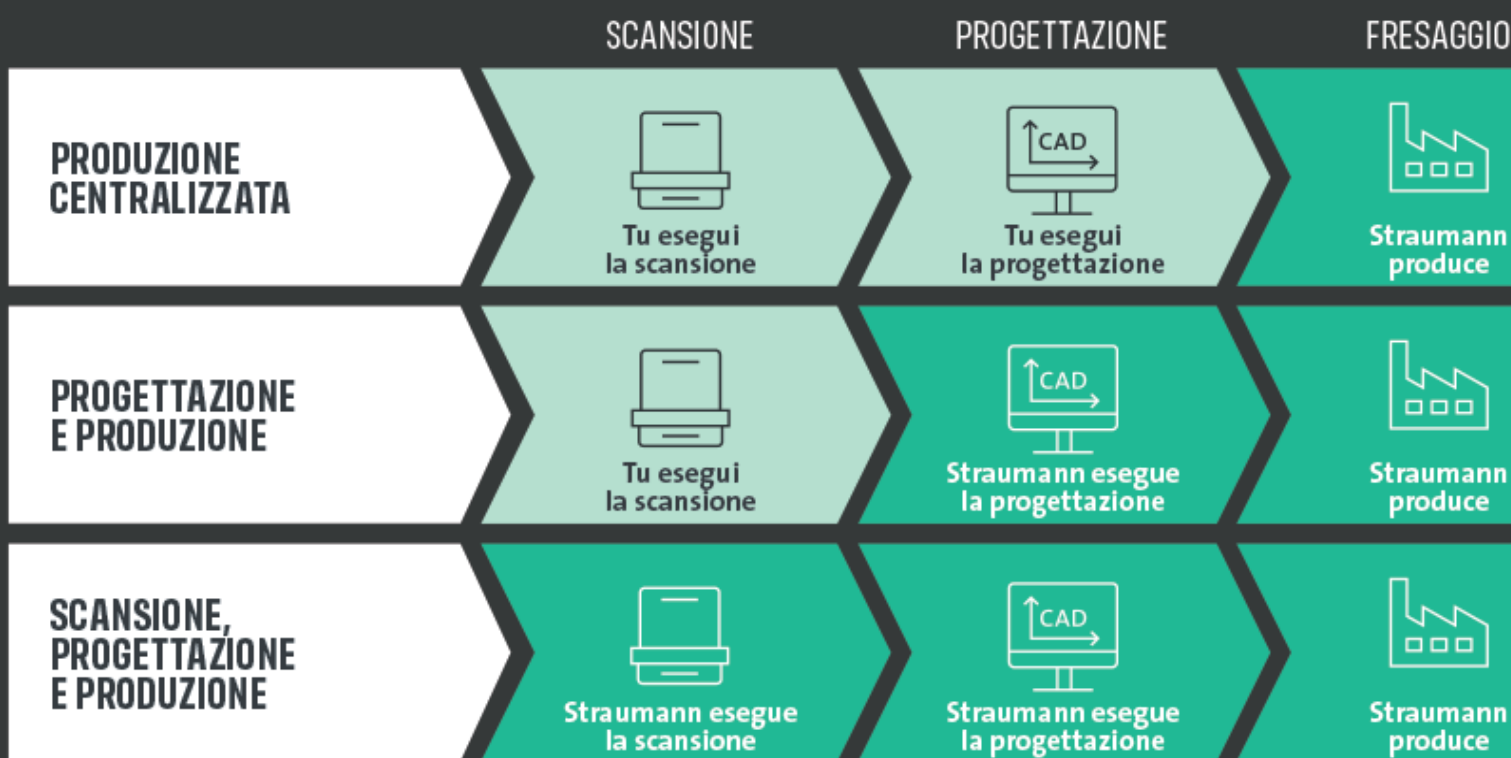 SCANSIONE
PROGETTAZIONE
FRESAGGIO
PRODUZIONE
CENTRALIZZATA
Tu esegui
la scansione
CAD
Tu esegui
la progettazione
Straumann
produce
PROGETTAZIONE
E PRODUZIONE
Tu esegui
la scansione
CAD
Straumann esegue
la progettazione
Straumann
produce
SCANSIONE,
PROGETTAZIONE
E PRODUZIONE
Straumann esegue
la scansione
CAD
Straumann esegue
la progettazione
Straumann
produce